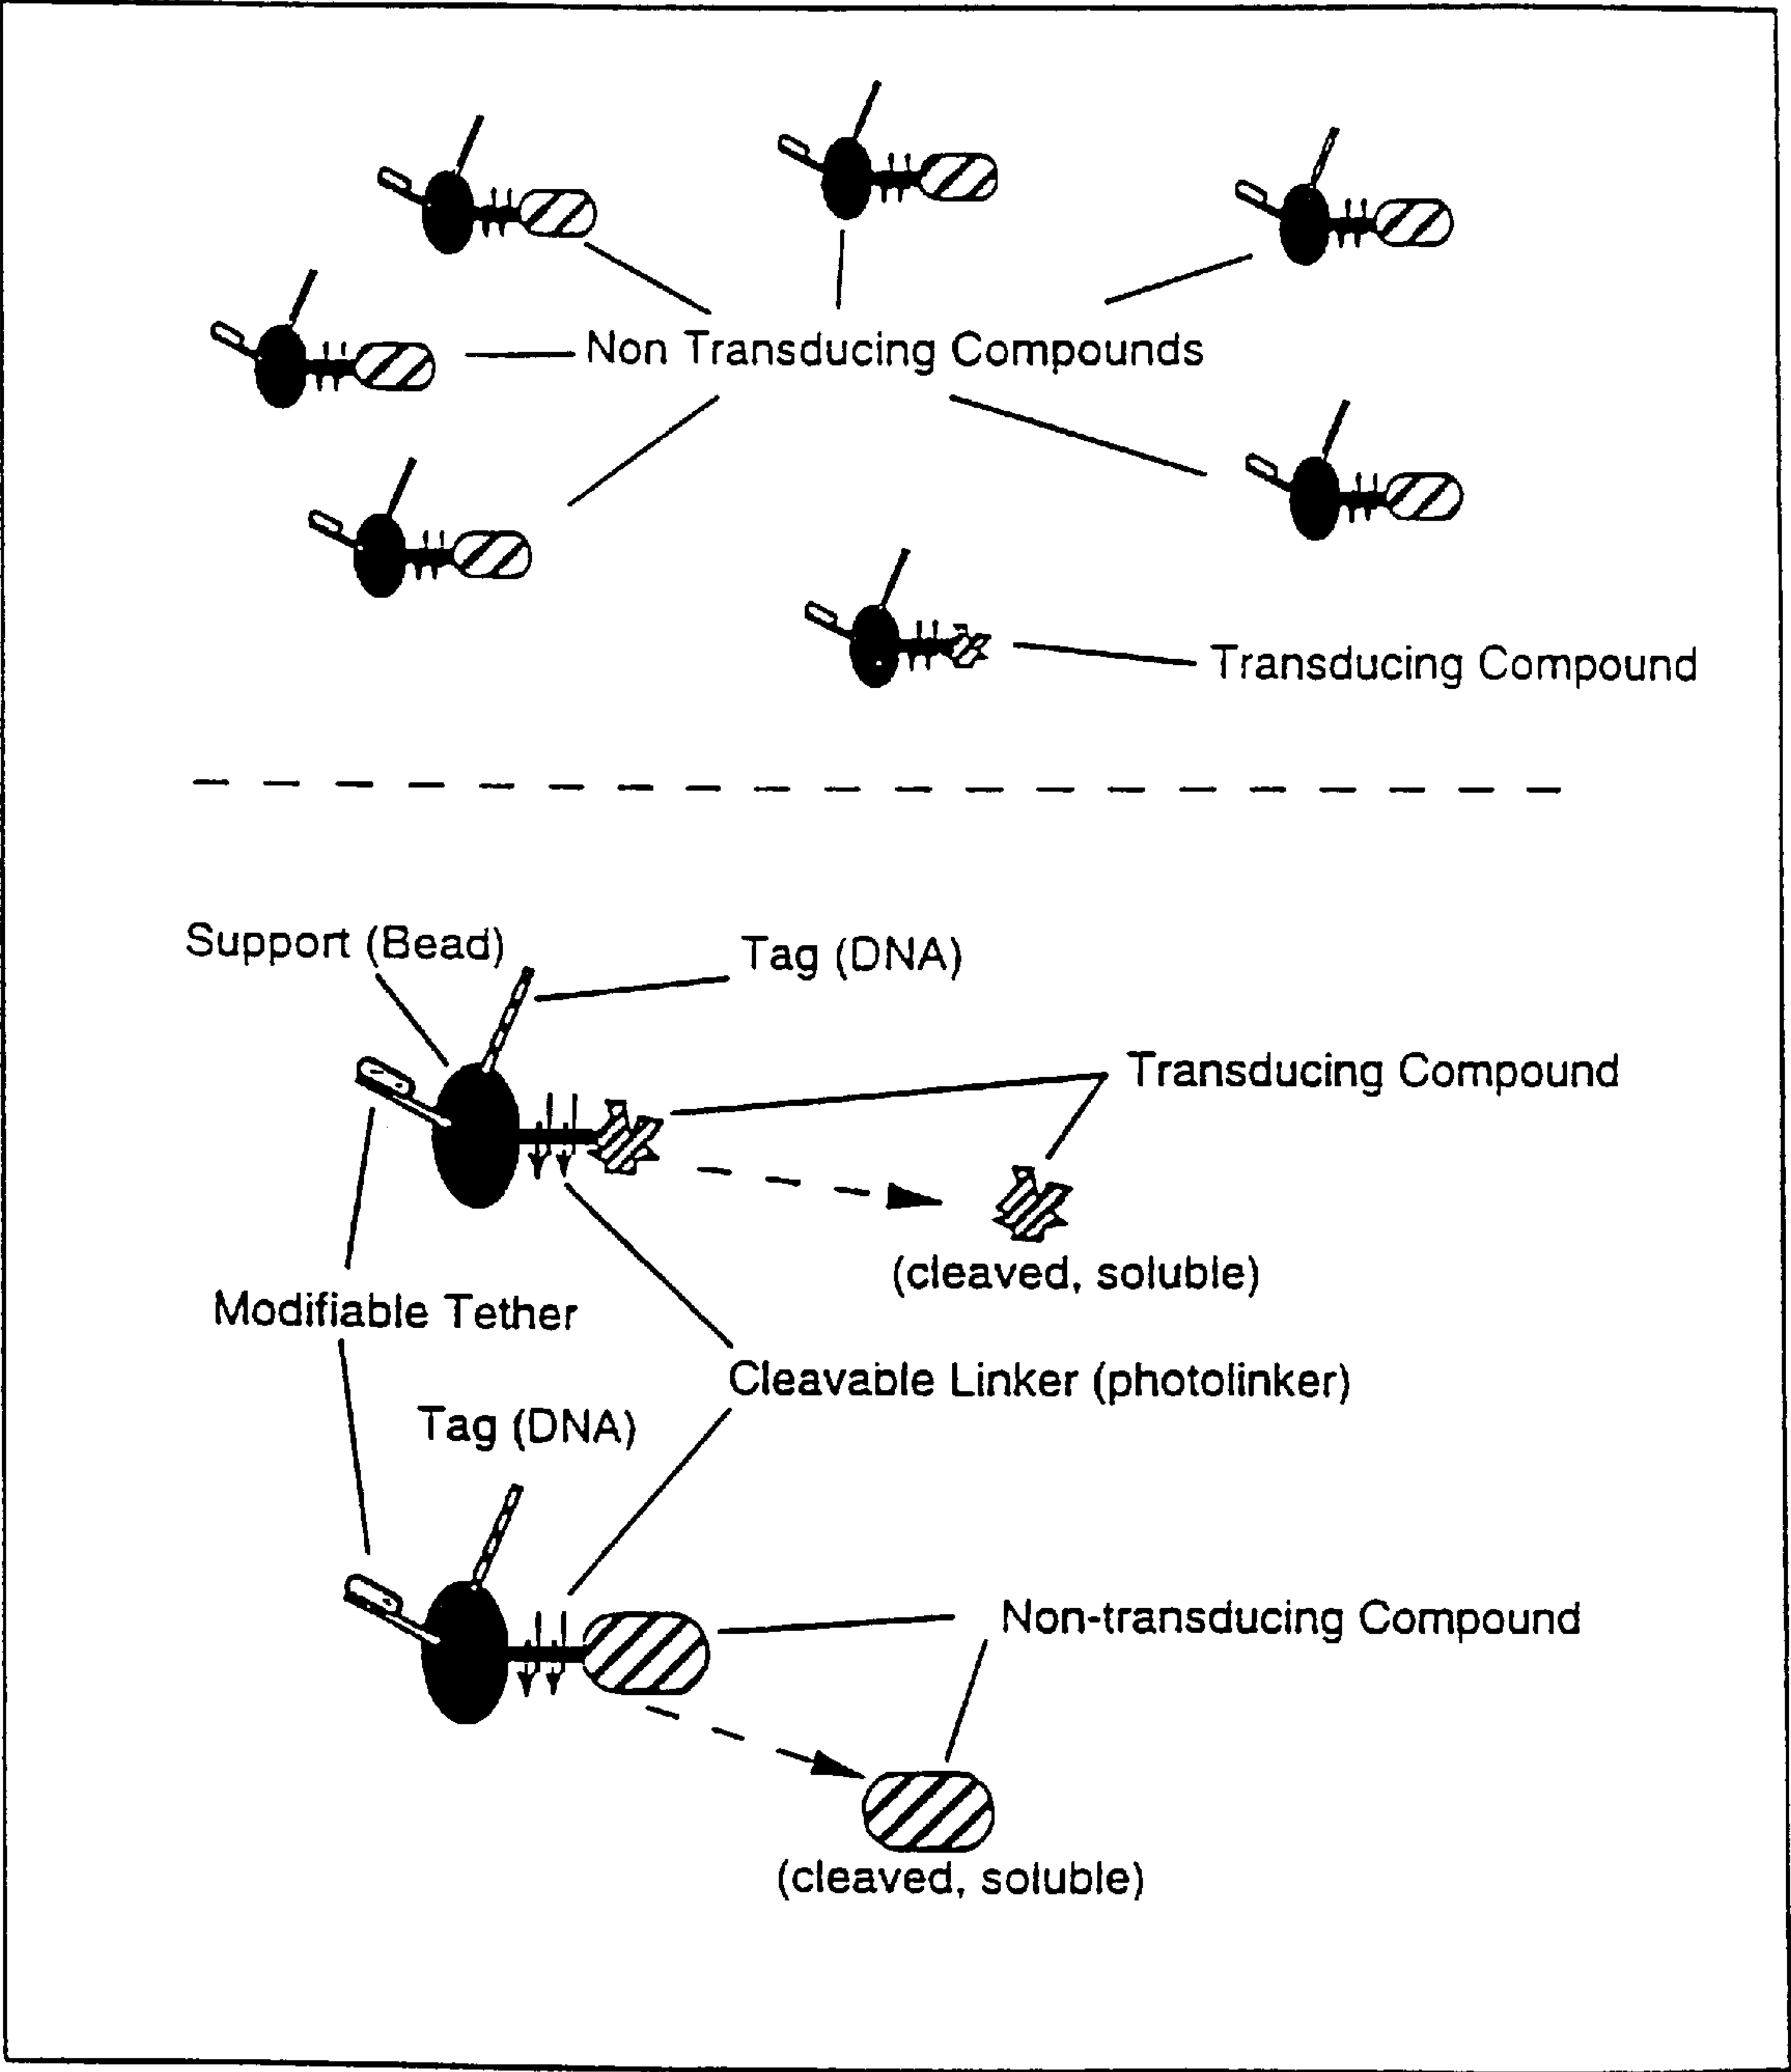 Non Transducing Compounds
Transducing Compound
Support (Bead)
Tag (DNA)
Transducing Compound
(cleaved, soluble)
Modifiable Tether
Cleavable Linker (photolinker)
Tag (DNA)
Non-transducing Compound
(cleaved, soluble)